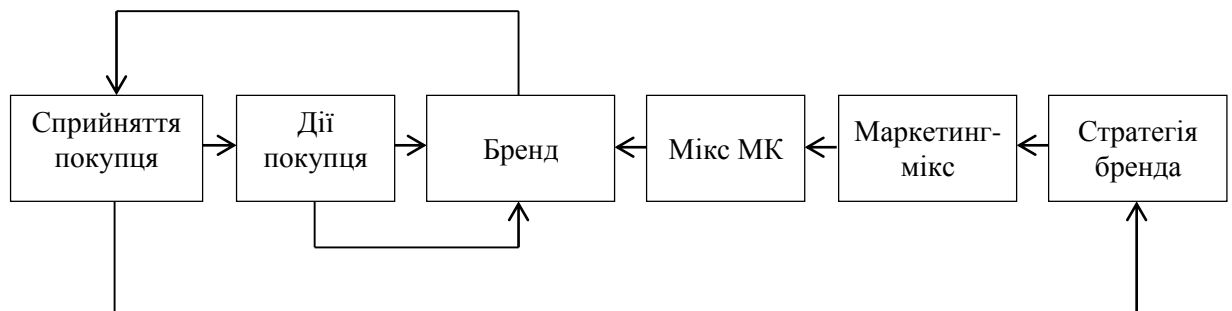 Сприйняття
покупця
Дії
покупця
Бренд
Мікс МК
Маркетинг-
мікс
Стратегія
бренда